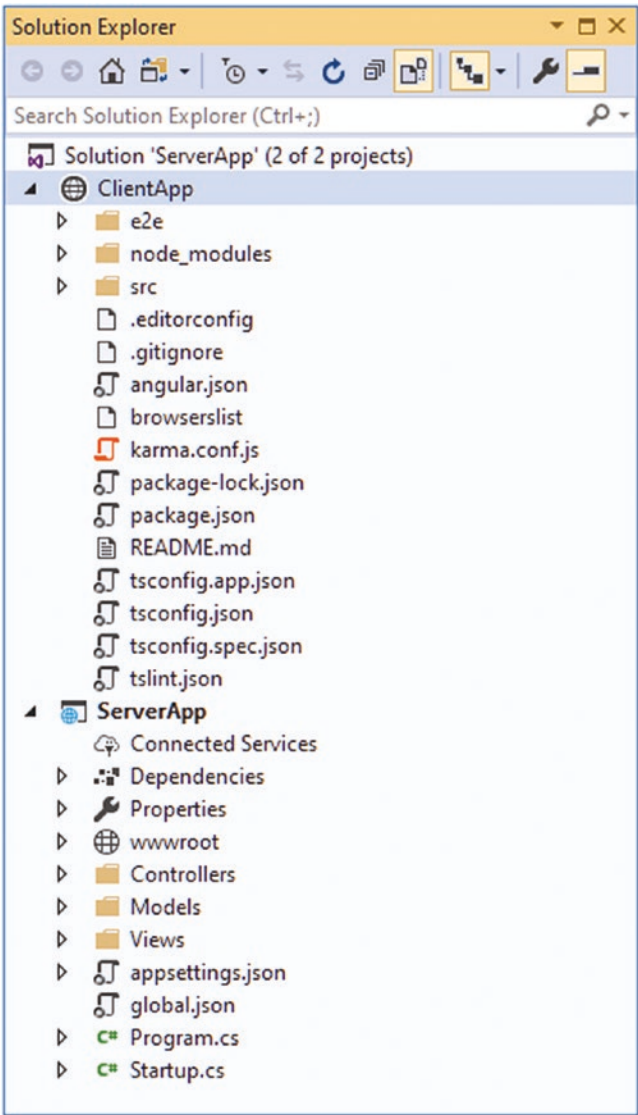 Solution Explorer
Search Solution Explorer (Ctrl+;)
Solution 'ServerApp' (2 of 2 projects)
ClientApp
e2e
node_modules
src
.editorconfig
.gitignore
angular.json
browserslist
karma.conf.js
package-lock.json
package.json
README.md
tsconfig.app.json
tsconfig.json
tsconfig.spec.json
tslint.json
ServerApp
Connected Services
Dependencies
Properties
wwwroot
Controllers
Models
Views
appsettings.json
global.json
C# Program.cs
C# Startup.cs